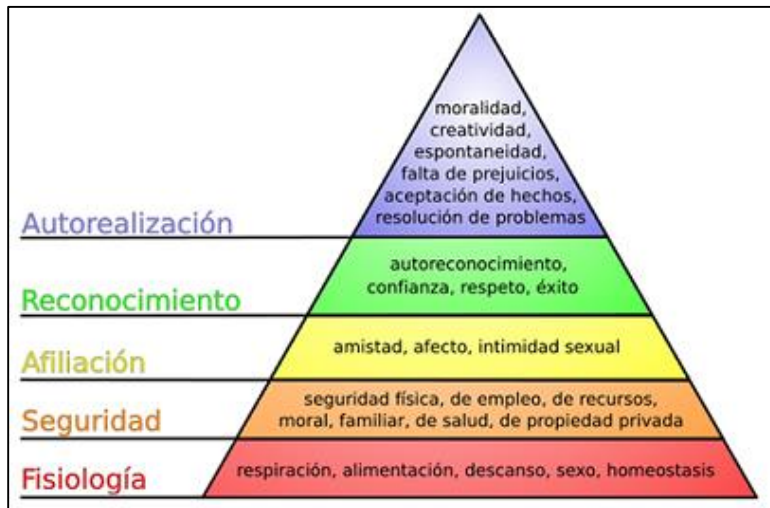 moralidad,
creatividad,
espontaneidad,
falta de prejuicios,
aceptación de hechos,
resolución de problemas
Autorealización
autoreconocimiento,
confianza, respeto, éxito
Reconocimiento
amistad, afecto, intimidad sexual
Afiliación
seguridad física, de empleo, de recursos,
moral, familiar, de salud, de propiedad privada
Seguridad
respiración, alimentación, descanso, sexo, homeostasis
Fisiología